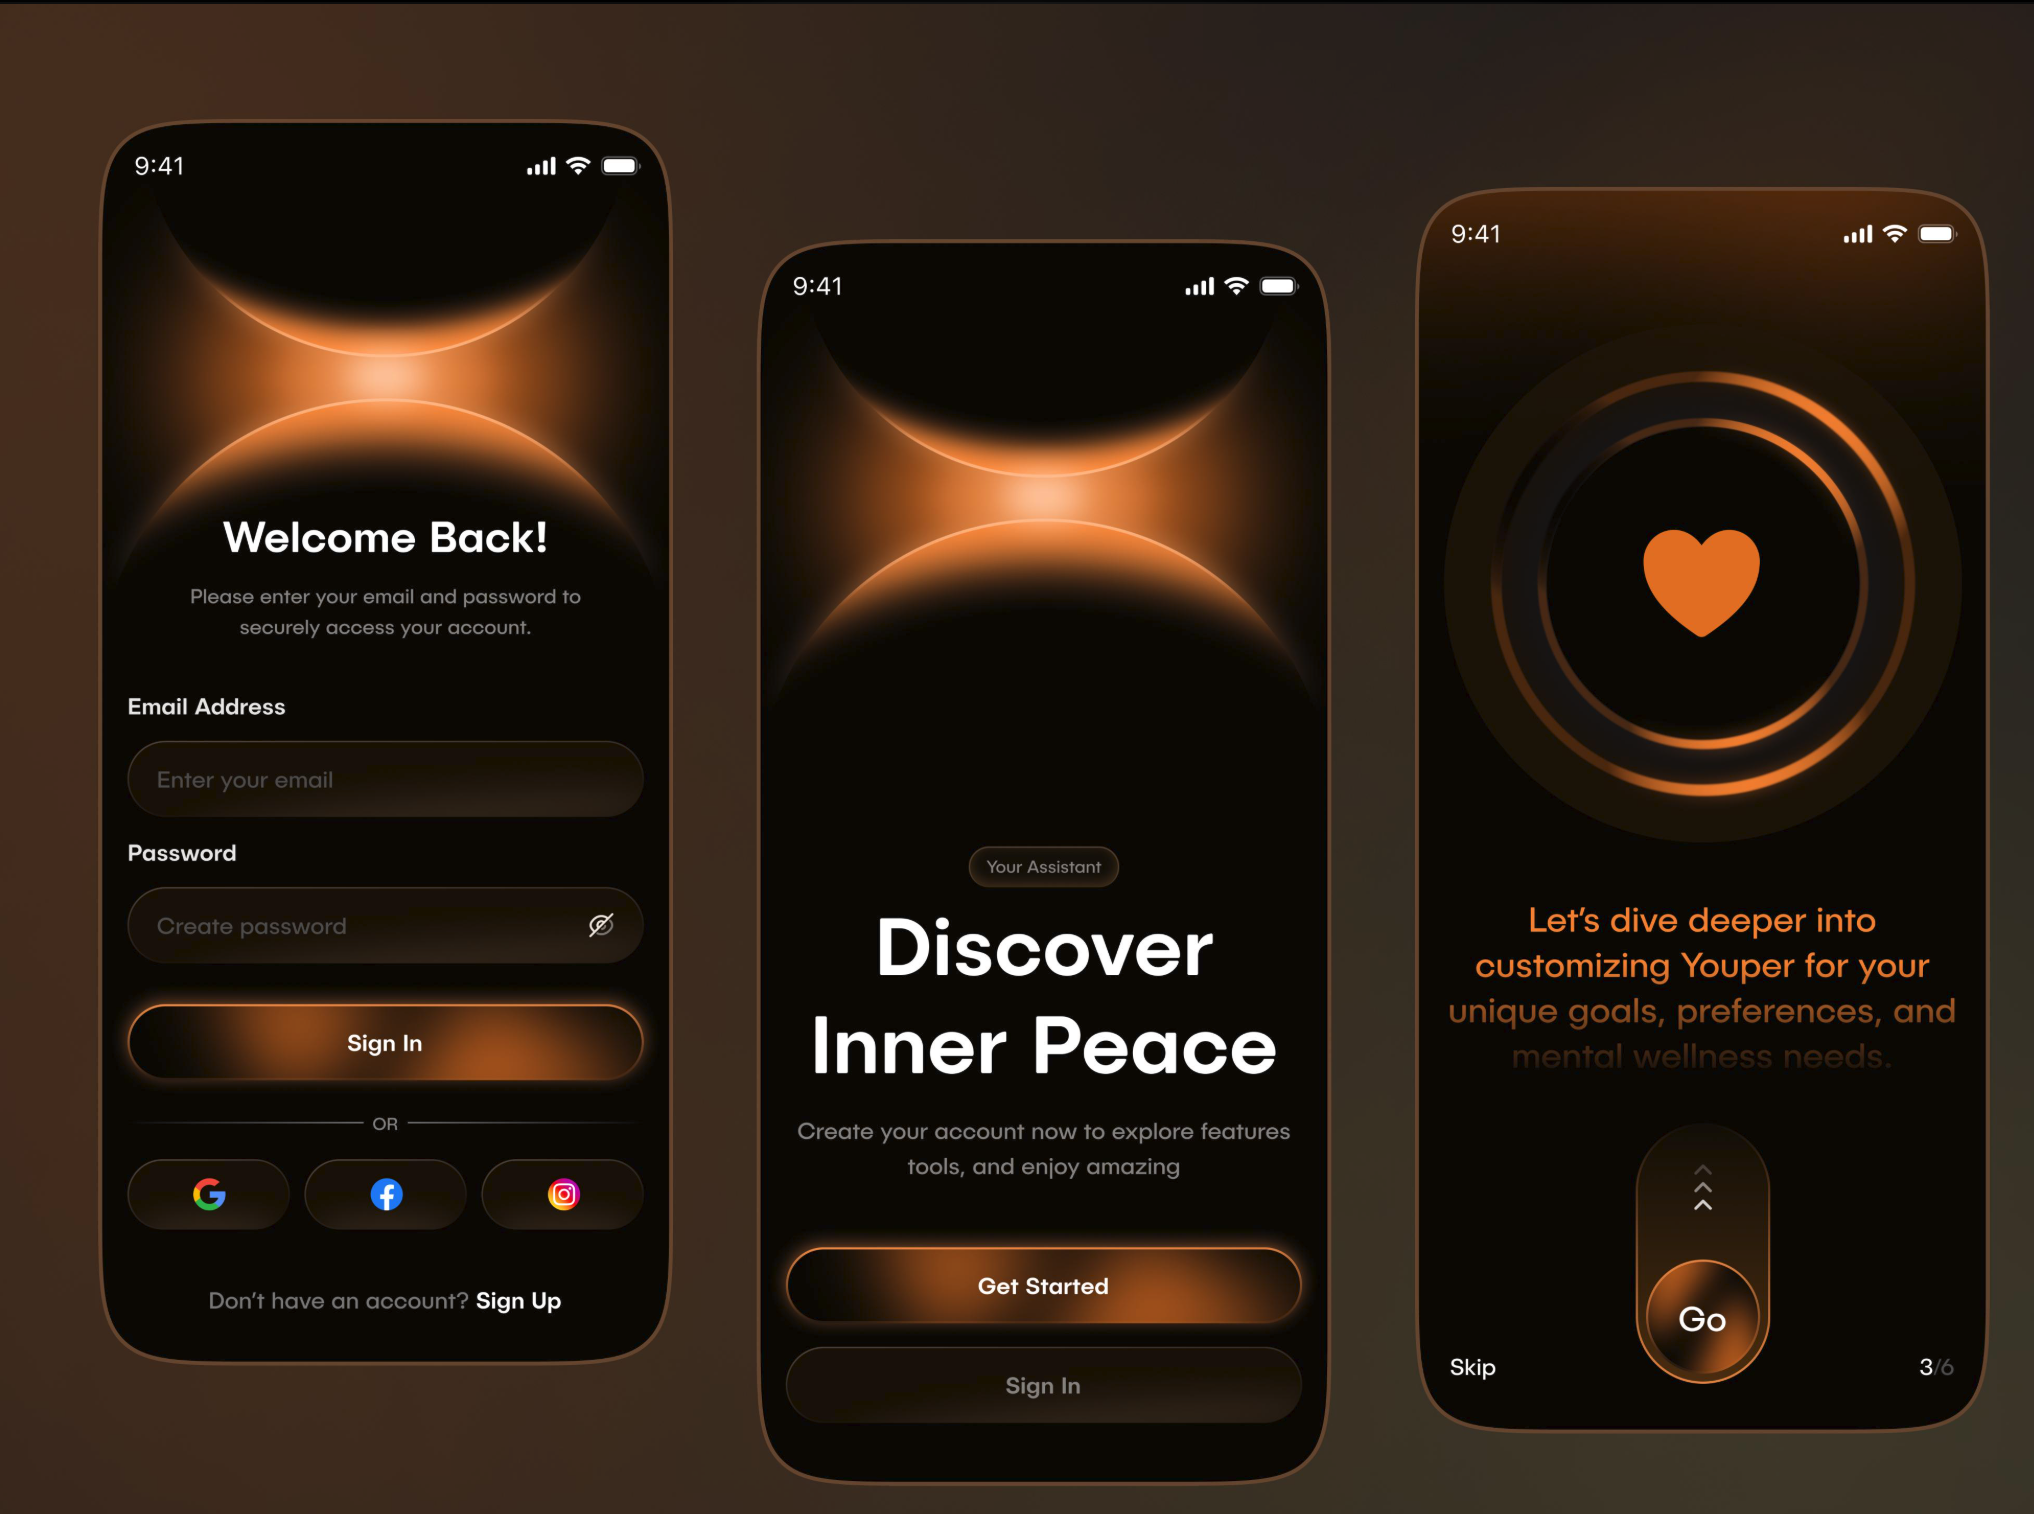 9:41
Welcome Back!
Please enter your email and password to
securely access your account.
Email Address
Enter your email
Password
Create password
Sign In
OR
Don't have an account? Sign Up
9:41
Your Assistant
Discover
Inner Peace
Create your account now to explore features
tools, and enjoy amazing
Get Started
Sign In
9:41
Let's dive deeper into
customizing Youper for your
unique goals, preferences, and
mental wellness needs.
Go
Skip
3/6